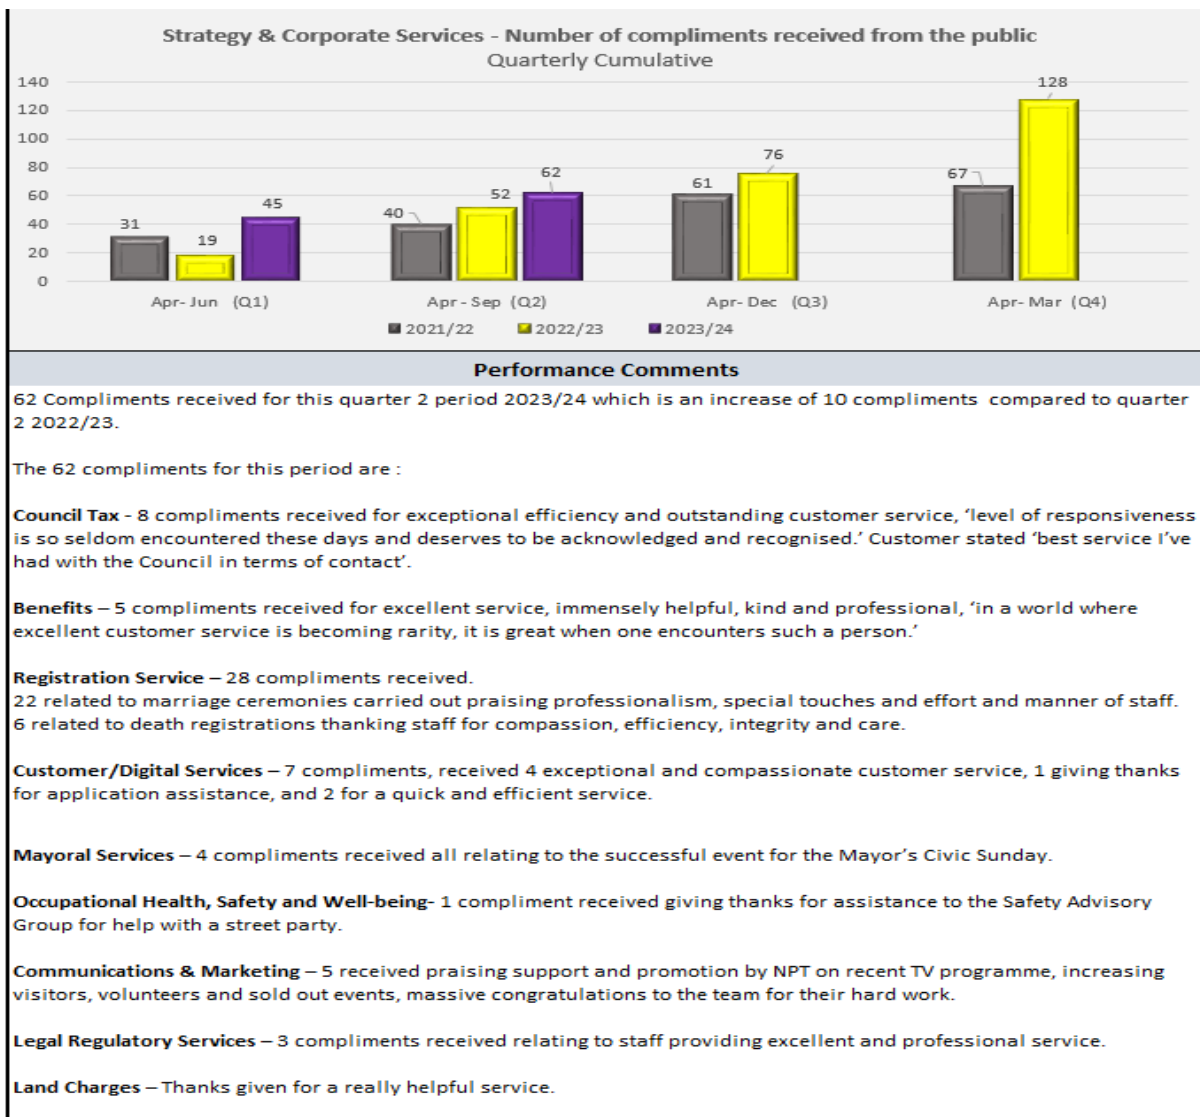 Strategy & Corporate Services - Number of compliments received from the public
Quarterly Cumulative
140
120
100
80
60
40
20
0
31
19
45
40
52
62
61
76
67
128
Apr- Jun (Q1)
Apr - Sep (Q2)
Apr- Dec (Q3)
Apr- Mar (Q4)
2021/22
2022/23
2023/24
Performance Comments
62 Compliments received for this quarter 2 period 2023/24 which is an increase of 10 compliments compared to quarter
2 2022/23.
The 62 compliments for this period are :
Council Tax - 8 compliments received for exceptional efficiency and outstanding customer service, ‘level of responsiveness
is so seldom encountered these days and deserves to be acknowledged and recognised.’ Customer stated ‘best service I’ve
had with the Council in terms of contact’.
Benefits – 5 compliments received for excellent service, immensely helpful, kind and professional, ‘in a world where
excellent customer service is becoming rarity, it is great when one encounters such a person.’
Registration Service – 28 compliments received.
22 related to marriage ceremonies carried out praising professionalism, special touches and effort and manner of staff.
6 related to death registrations thanking staff for compassion, efficiency, integrity and care.
Customer/Digital Services – 7 compliments, received 4 exceptional and compassionate customer service, 1 giving thanks
for application assistance, and 2 for a quick and efficient service.
Mayoral Services – 4 compliments received all relating to the successful event for the Mayor’s Civic Sunday.
Occupational Health, Safety and Well-being- 1 compliment received giving thanks for assistance to the Safety Advisory
Group for help with a street party.
Communications & Marketing – 5 received praising support and promotion by NPT on recent TV programme, increasing
visitors, volunteers and sold out events, massive congratulations to the team for their hard work.
Legal Regulatory Services – 3 compliments received relating to staff providing excellent and professional service.
Land Charges – Thanks given for a really helpful service.